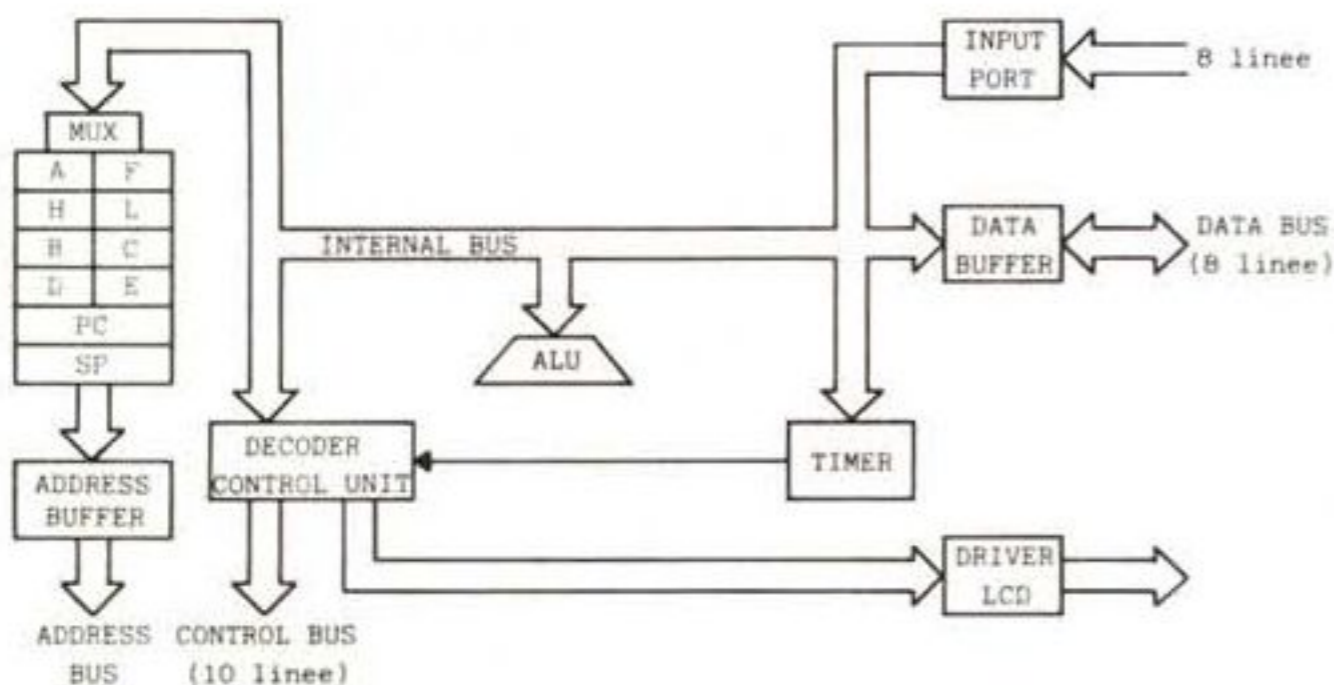 INPUT
PORT
8 linee
MUX
A F
H L
B C
D E
PC
SP
INTERNAL BUS
DATA
BUFFER
DATA BUS
(8 linee)
ALU
DECODER
CONTROL UNIT
TIMER
ADDRESS
BUFFER
DRIVER
LCD
ADDRESS
BUS
CONTROL BUS
(10 linee)